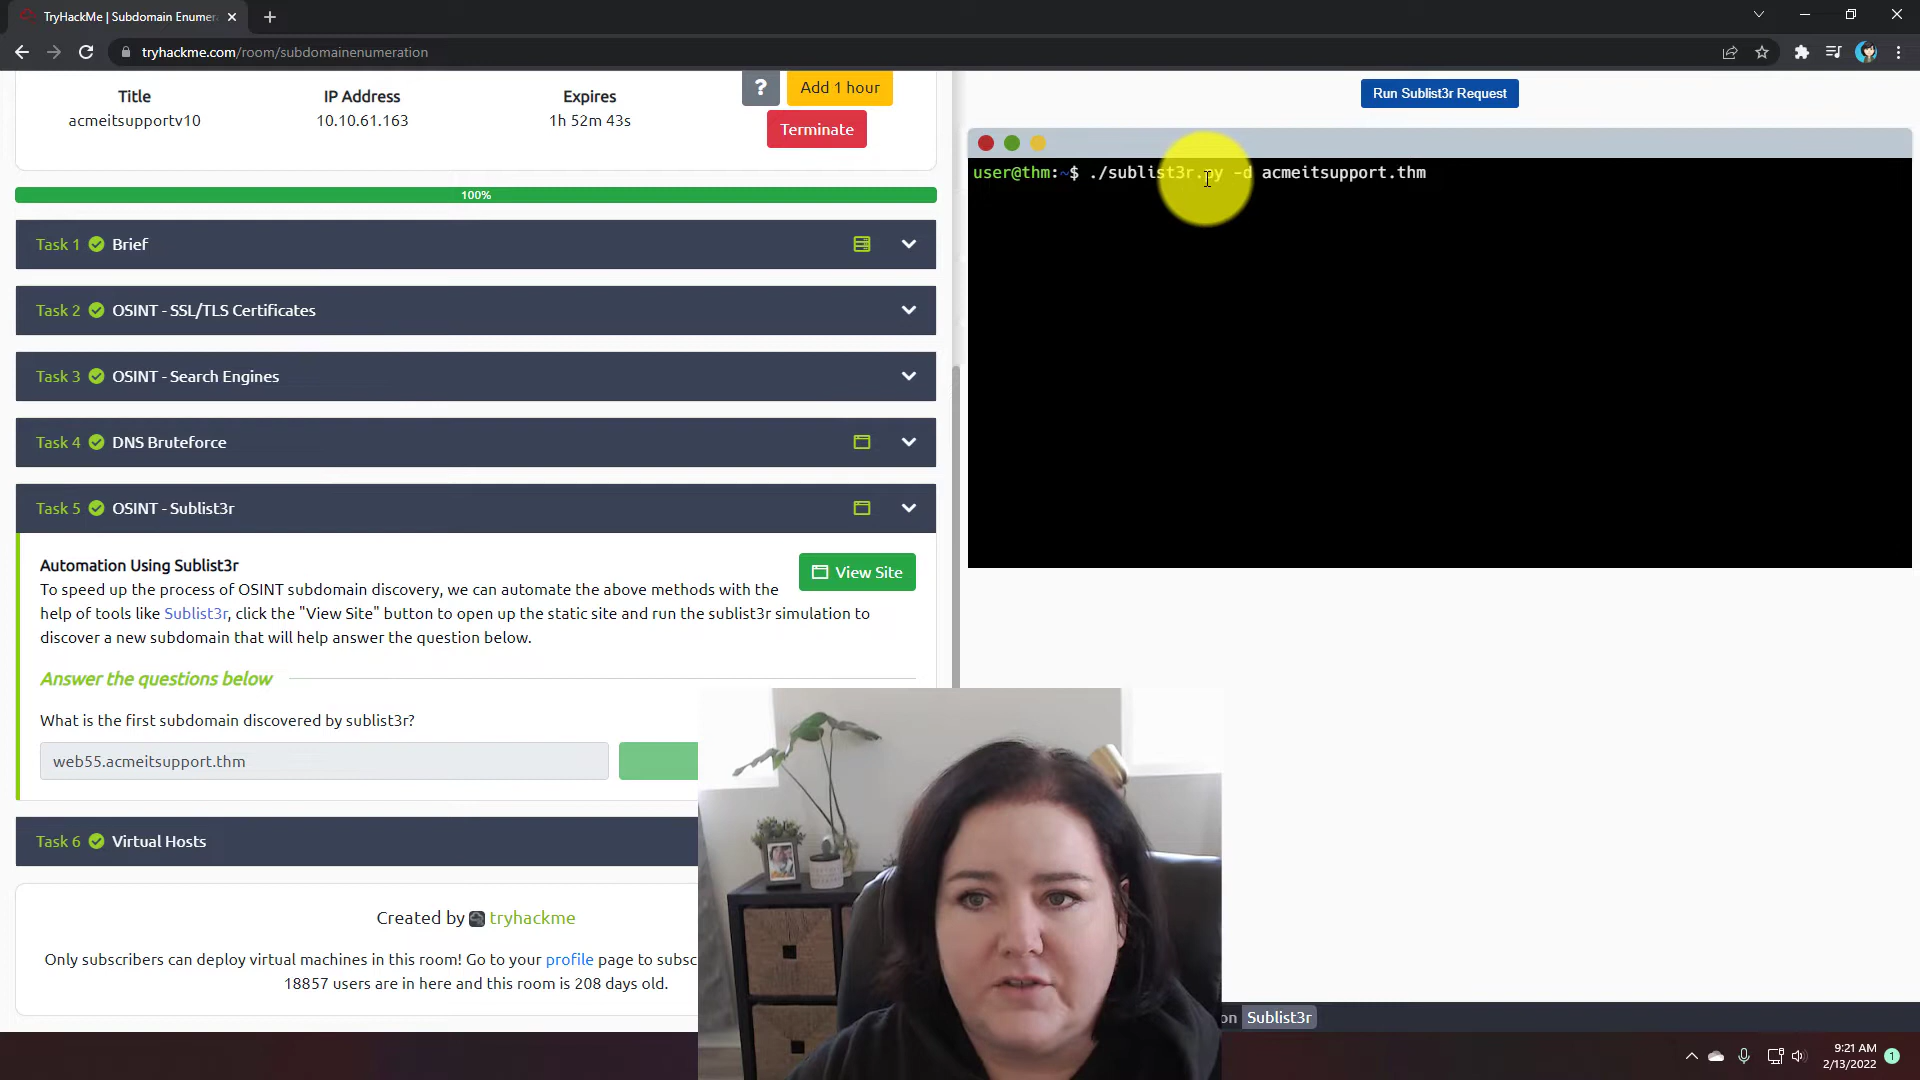 TryHackMe | Subdomain Enumera
tryhackme.com/room/subdomainenumeration
Title
IP Address
Expires
?
Add 1 hour
acmeitsupportv10
10.10.61.163
1h 52m 43s
Terminate
100%
Task 1 Brief
Task 2 OSINT - SSL/TLS Certificates
Task 3 OSINT - Search Engines
Task 4 DNS Bruteforce
Task 5 OSINT - Sublist3r
Automation Using Sublist3r
View Site
To speed up the process of OSINT subdomain discovery, we can automate the above methods with the
help of tools like Sublist3r, click the "View Site" button to open up the static site and run the sublist3r simulation to
discover a new subdomain that will help answer the question below.
Answer the questions below
What is the first subdomain discovered by sublist3r?
web55.acmeitsupport.thm
Task 6 Virtual Hosts
Created by tryhackme
Only subscribers can deploy virtual machines in this room! Go to your profile page to subsc
18857 users are in here and this room is 208 days old.
Run Sublist3r Request
user@thm:~$ ./sublist3r.py -d acmeitsupport.thm
on Sublist3r
9:21 AM
2/13/2022
1